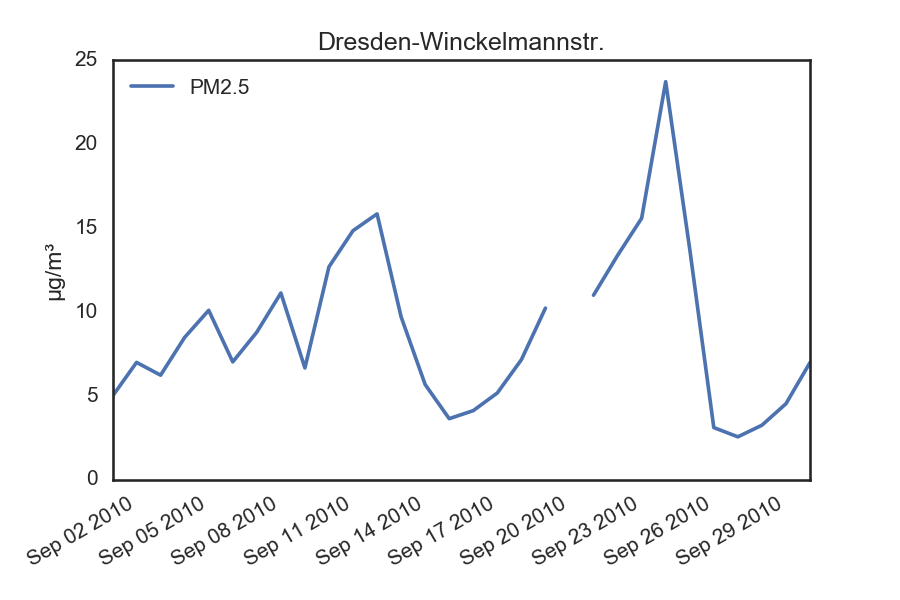 Dresden-Winckelmannstr.
25
20
15
10
5
0
µg/m³
PM2.5
Sep 02 2010
Sep 05 2010
Sep 08 2010
Sep 11 2010
Sep 14 2010
Sep 17 2010
Sep 20 2010
Sep 23 2010
Sep 26 2010
Sep 29 2010